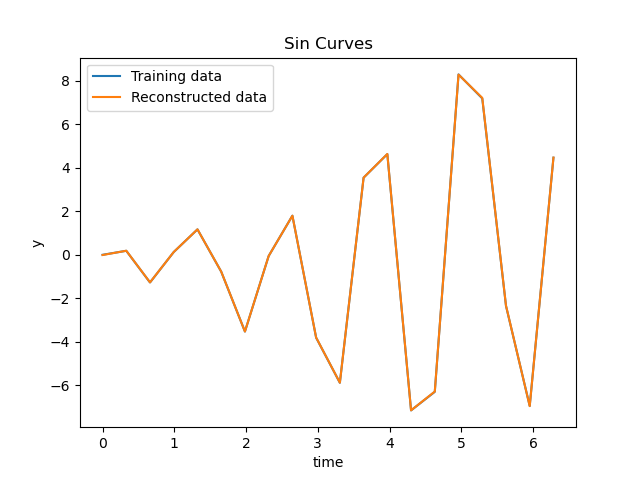 Sin Curves
Training data
Reconstructed data
8
6
4
2
0
−2
−4
−6
y
0 1 2 3 4 5 6
time